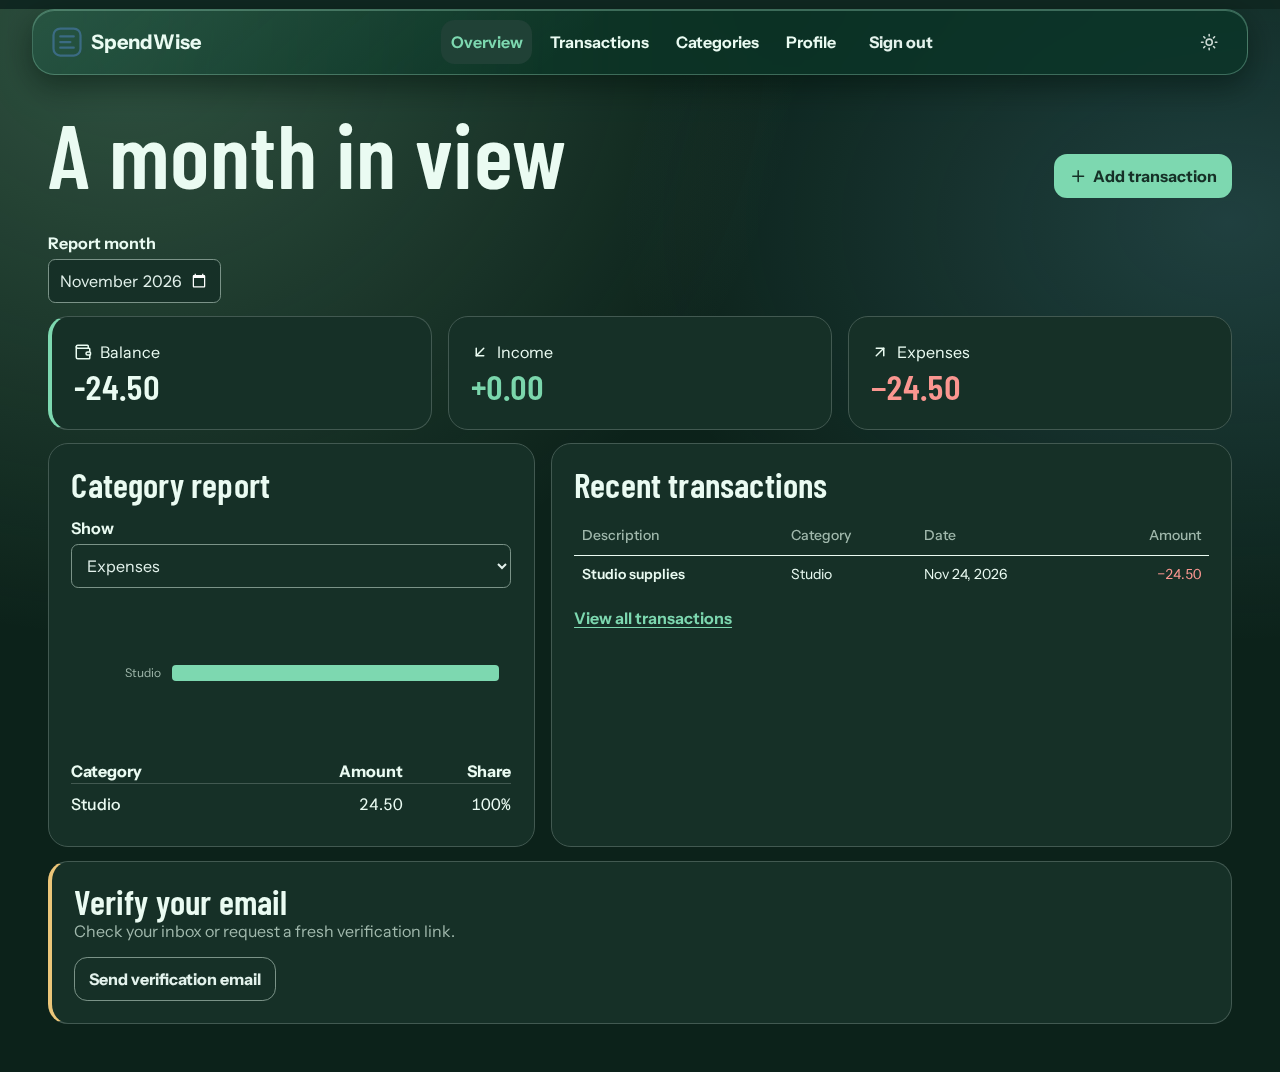 SpendWise
Overview Transactions Categories Profile Sign out
A month in view
Add transaction
Report month
November 2026
Balance
-24.50
Income
+0.00
Expenses
−24.50
Category report
Show
Expenses
Studio
Category Amount Share
Studio 24.50 100%
Recent transactions
Description Category Date Amount
Studio supplies Studio Nov 24, 2026 −24.50
View all transactions
Verify your email
Check your inbox or request a fresh verification link.
Send verification email